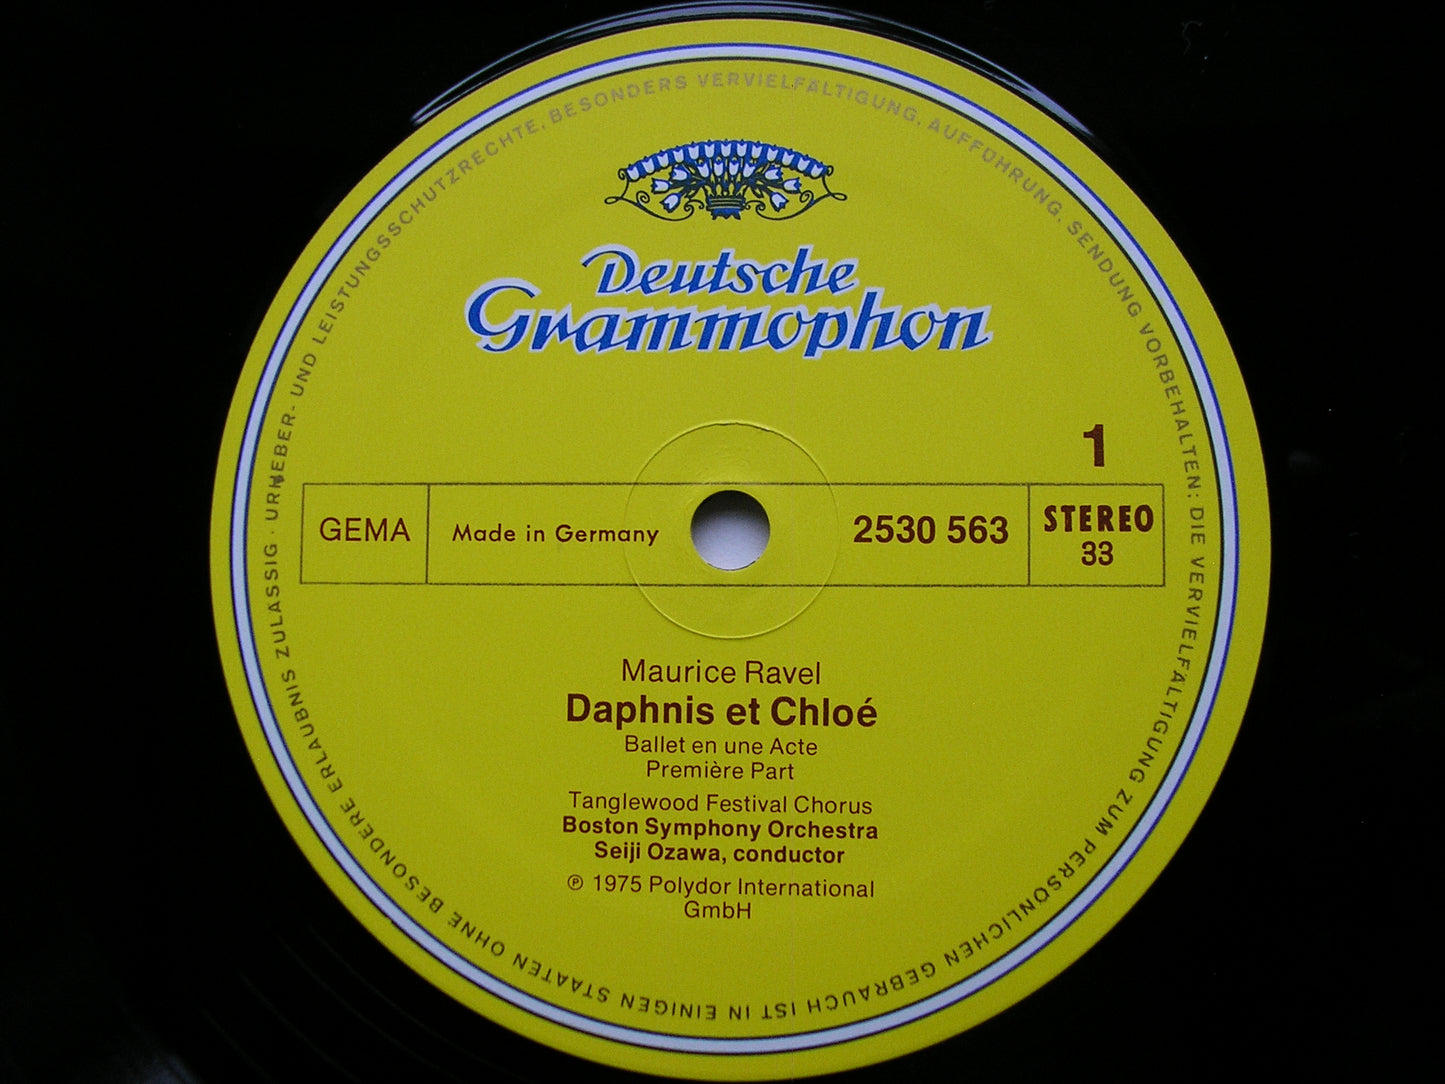 URHEBER- UND LEISTUNGSSCHUTZRECHTE, BESONDERS VERVIELFÄLTIGUNG, AUFFÜHRUNG, SENDUNG VORBEHALTEN; DIE VERVIELFÄLTIGUNG ZUM PERSÖNLICHEN GEBRAUCH IST IN EINIGEN STAATEN OHNE BESONDERE ERLAUBNIS ZULÄSSIG ·
Deutsche
Grammophon
1
GEMA Made in Germany 2530 563 STEREO
33
Maurice Ravel
Daphnis et Chloé
Ballet en une Acte
Première Part
Tanglewood Festival Chorus
Boston Symphony Orchestra
Seiji Ozawa, conductor
℗ 1975 Polydor International
GmbH